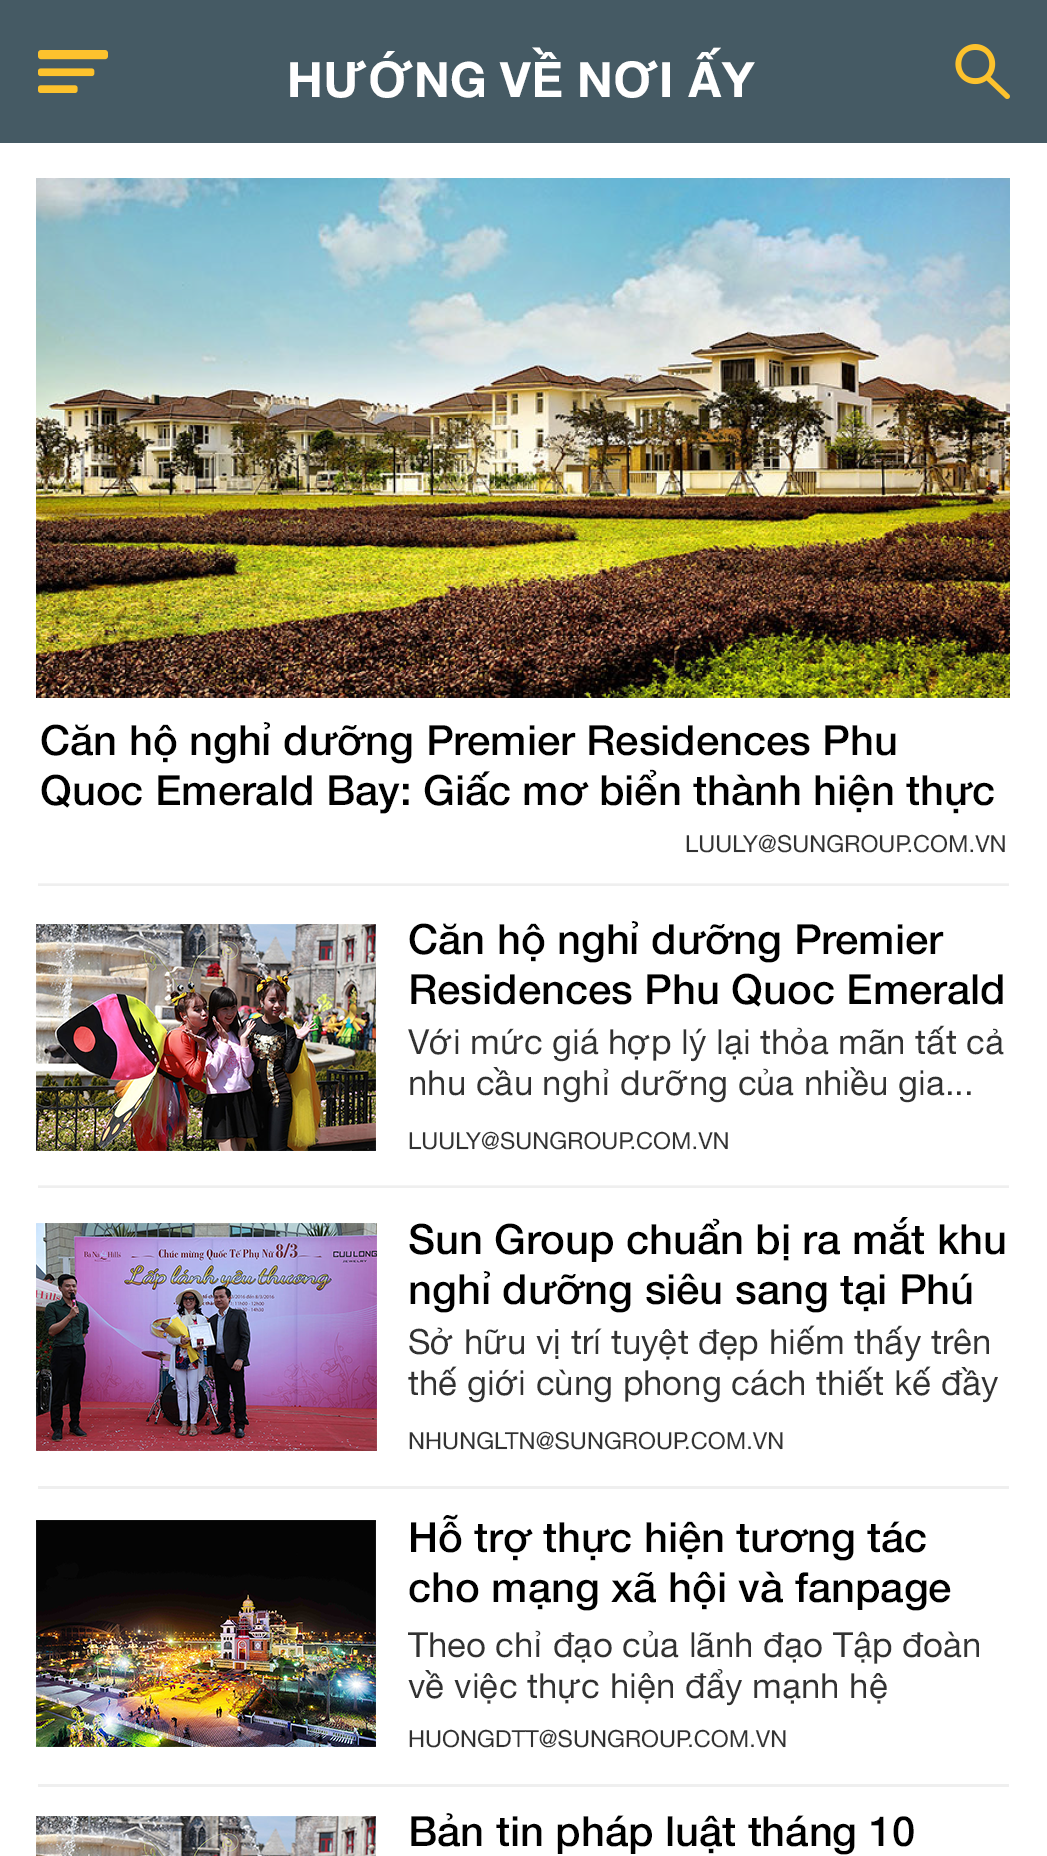 HƯỚNG VỀ NƠI ẤY
Căn hộ nghỉ dưỡng Premier Residences Phu
Quoc Emerald Bay: Giấc mơ biển thành hiện thực
LUULY@SUNGROUP.COM.VN
Căn hộ nghỉ dưỡng Premier
Residences Phu Quoc Emerald
Với mức giá hợp lý lại thỏa mãn tất cả
nhu cầu nghỉ dưỡng của nhiều gia...
LUULY@SUNGROUP.COM.VN
Chúc mừng Quốc Tế Phụ Nữ 8/3
CUULONG
Lấp lánh yêu thương
Sun Group chuẩn bị ra mắt khu
nghỉ dưỡng siêu sang tại Phú
Sở hữu vị trí tuyệt đẹp hiếm thấy trên
thế giới cùng phong cách thiết kế đầy
NHUNGLTN@SUNGROUP.COM.VN
Hỗ trợ thực hiện tương tác
cho mạng xã hội và fanpage
Theo chỉ đạo của lãnh đạo Tập đoàn
về việc thực hiện đẩy mạnh hệ
HUONGDTT@SUNGROUP.COM.VN
Bản tin pháp luật tháng 10